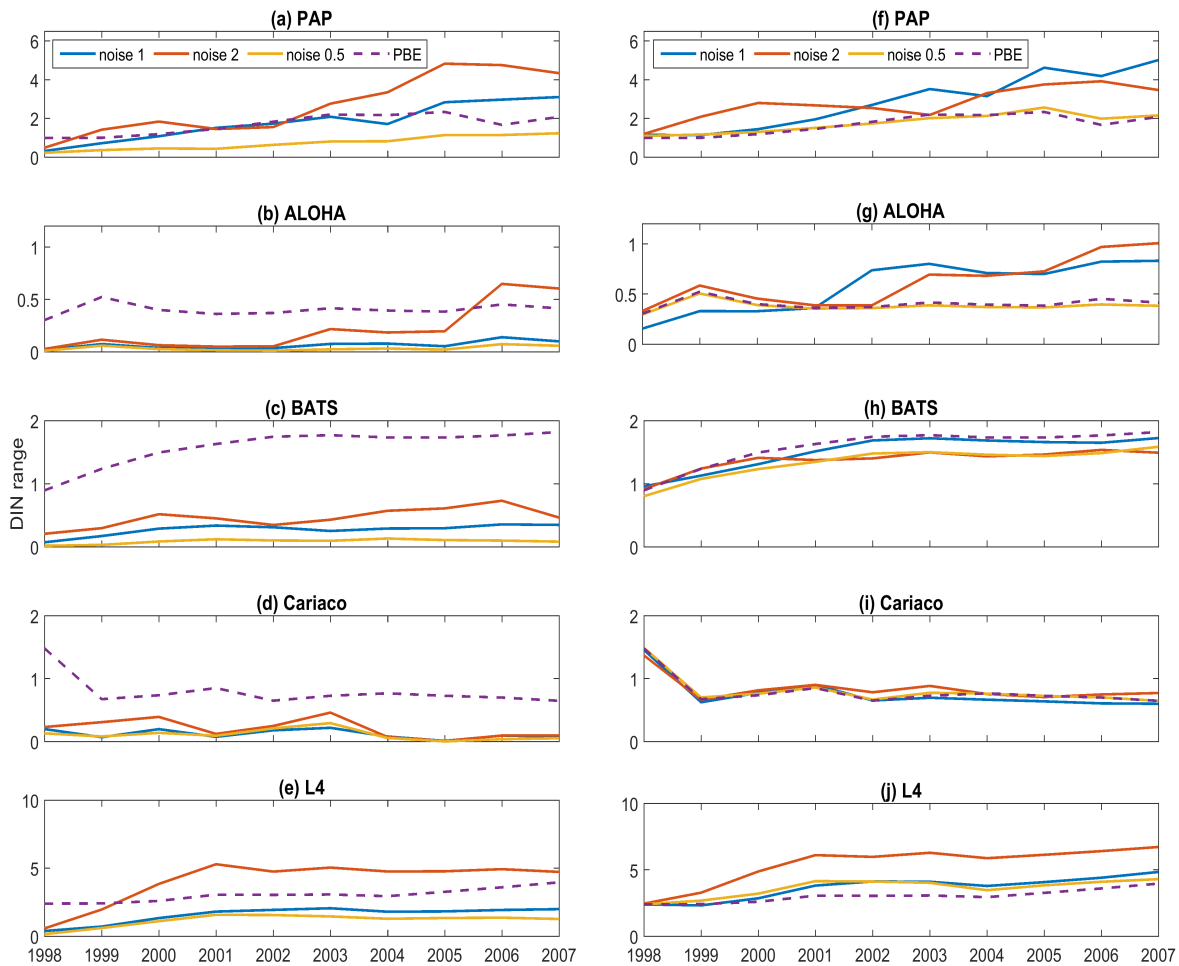 (a) PAP
noise 1 noise 2 noise 0.5 PBE
6
4
2
0
(b) ALOHA
1
0.5
0
(c) BATS
2
1
0
DIN range
(d) Cariaco
2
1
0
(e) L4
10
5
0
1998 1999 2000 2001 2002 2003 2004 2005 2006 2007
(f) PAP
noise 1 noise 2 noise 0.5 PBE
6
4
2
0
(g) ALOHA
1
0.5
0
(h) BATS
2
1
0
(i) Cariaco
2
1
0
(j) L4
10
5
0
1998 1999 2000 2001 2002 2003 2004 2005 2006 2007